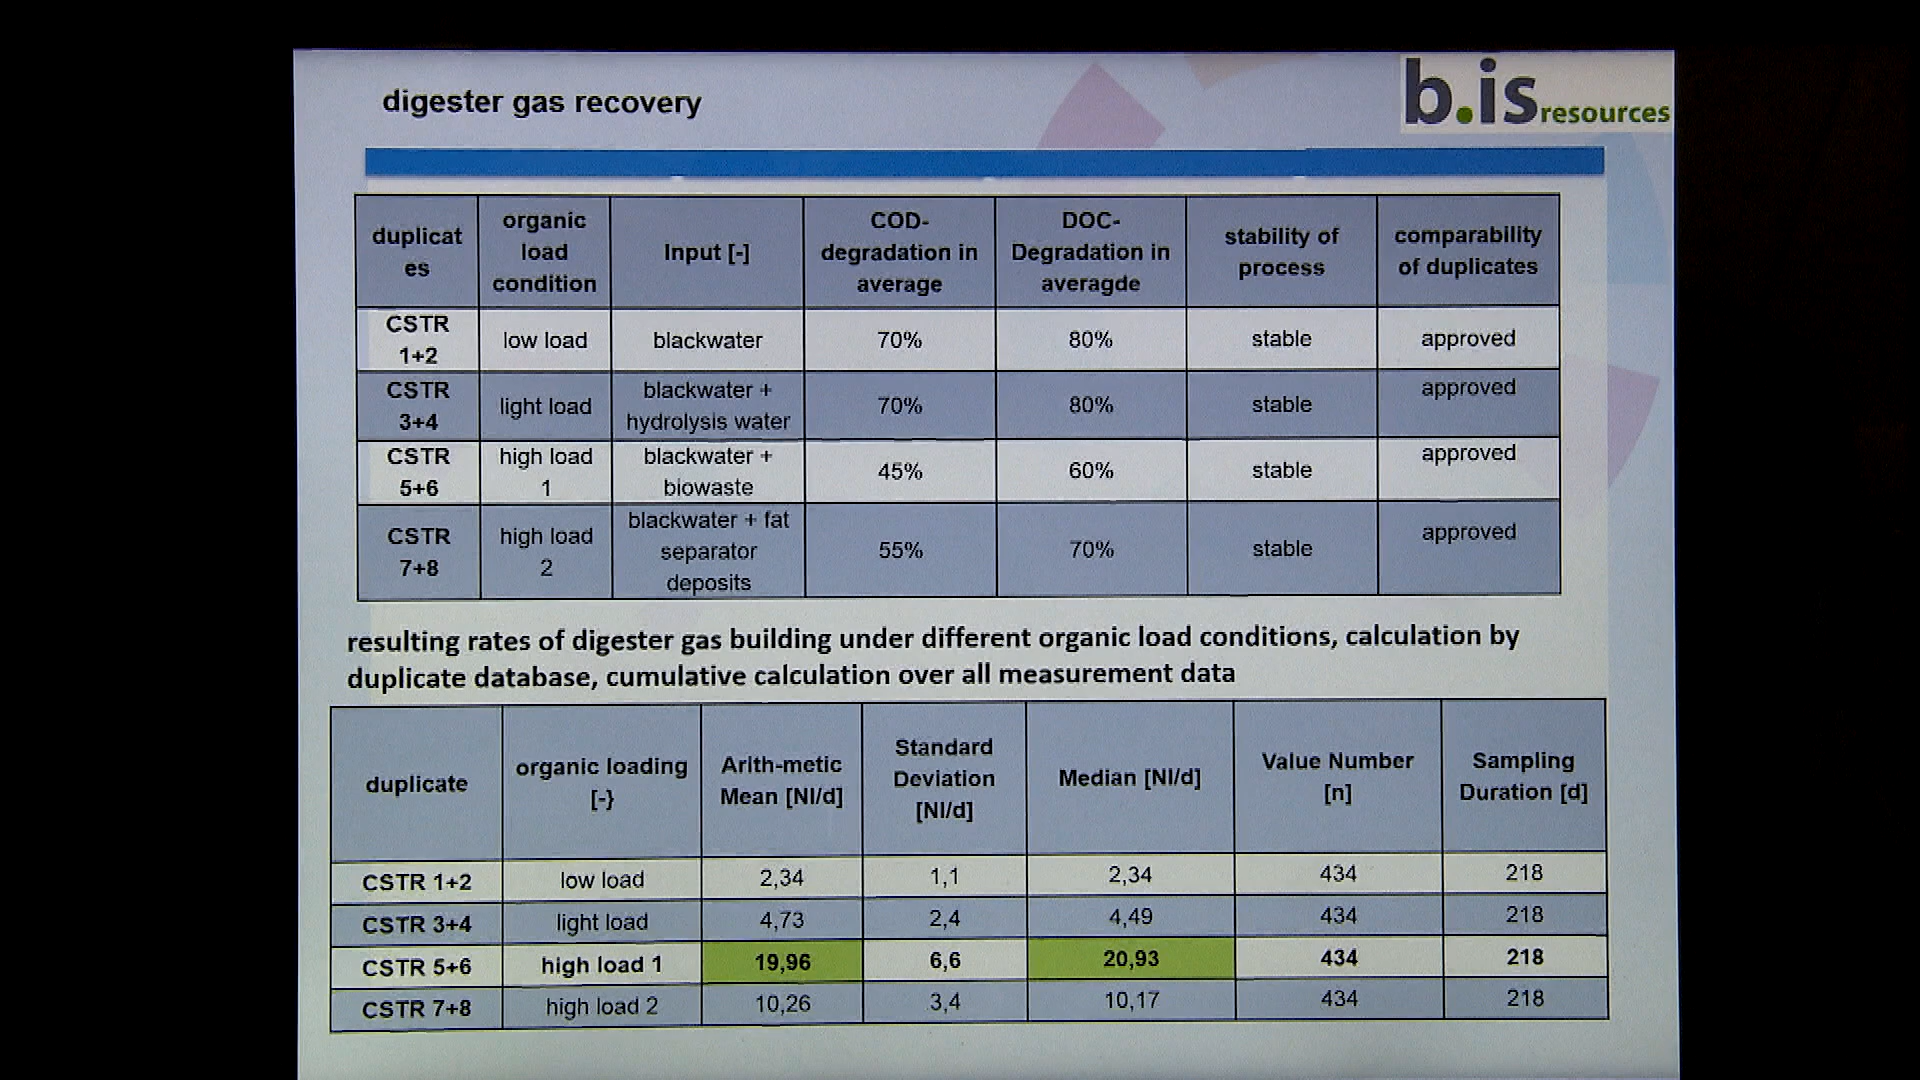 digester gas recovery
b.is resources
duplicat
es
organic
load
condition
Input [-]
COD-
degradation in
average
DOC-
Degradation in
averagde
stability of
process
comparability
of duplicates
CSTR
1+2
low load
blackwater
70%
80%
stable
approved
CSTR
3+4
light load
blackwater +
hydrolysis water
70%
80%
stable
approved
CSTR
5+6
high load
1
blackwater +
biowaste
45%
60%
stable
approved
CSTR
7+8
high load
2
blackwater + fat
separator
deposits
55%
70%
stable
approved
resulting rates of digester gas building under different organic load conditions, calculation by
duplicate database, cumulative calculation over all measurement data
duplicate
organic loading
[-}
Arith-metic
Mean [Nl/d]
Standard
Deviation
[Nl/d]
Median [Nl/d]
Value Number
[n]
Sampling
Duration [d]
CSTR 1+2
low load
2,34
1,1
2,34
434
218
CSTR 3+4
light load
4,73
2,4
4,49
434
218
CSTR 5+6
high load 1
19,96
6,6
20,93
434
218
CSTR 7+8
high load 2
10,26
3,4
10,17
434
218